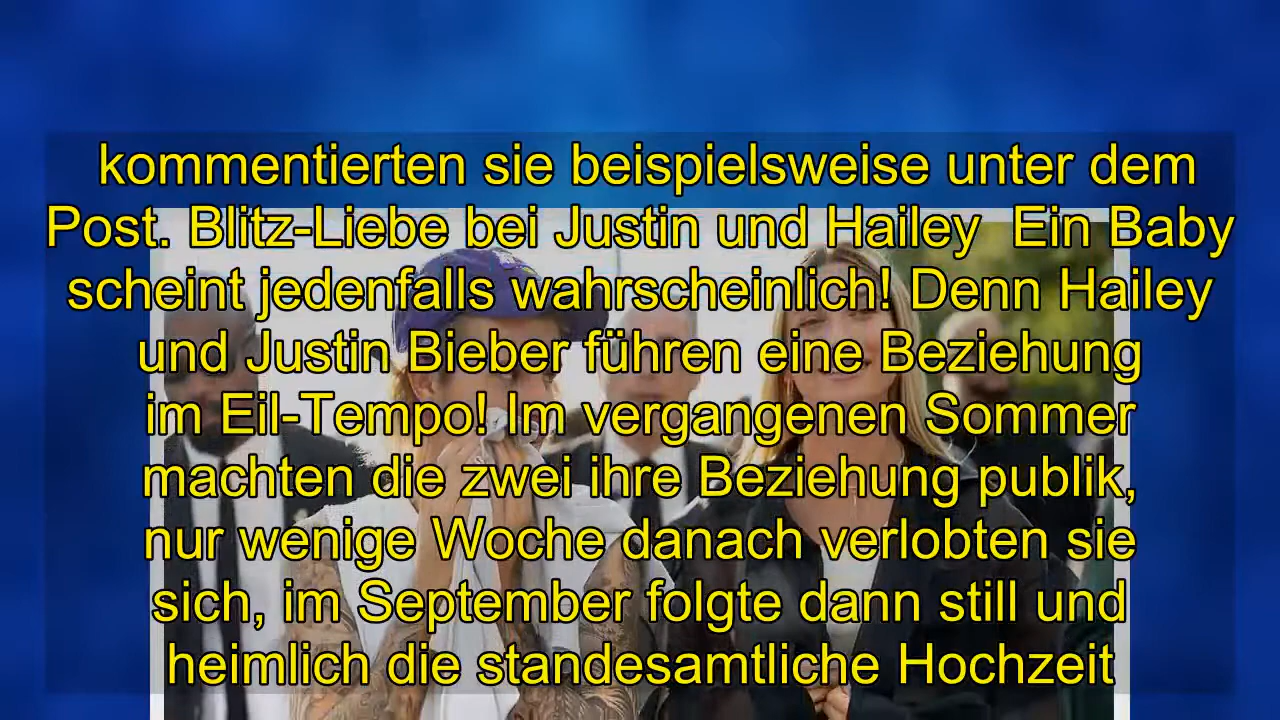 kommentierten sie beispielsweise unter dem
Post. Blitz-Liebe bei Justin und Hailey  Ein Baby
scheint jedenfalls wahrscheinlich! Denn Hailey
und Justin Bieber führen eine Beziehung
im Eil-Tempo! Im vergangenen Sommer
machten die zwei ihre Beziehung publik,
nur wenige Woche danach verlobten sie
sich, im September folgte dann still und
heimlich die standesamtliche Hochzeit